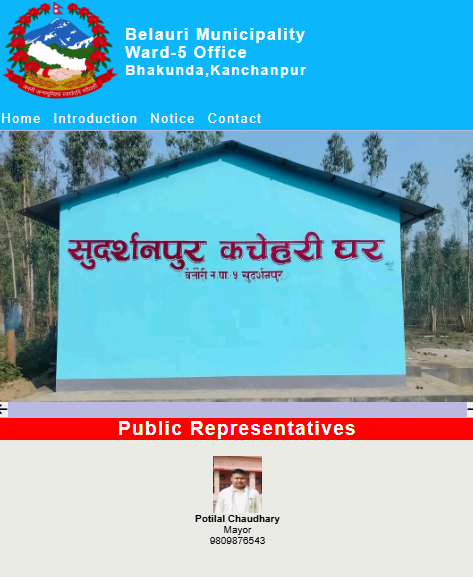 Belauri Municipality
Ward-5 Office
Bhakunda,Kanchanpur
Home Introduction Notice Contact
सुदर्शनपुर कचेहरी घर
न.पा. ५ सुदर्शनपुर
Public Representatives
Potilal Chaudhary
Mayor
9809876543